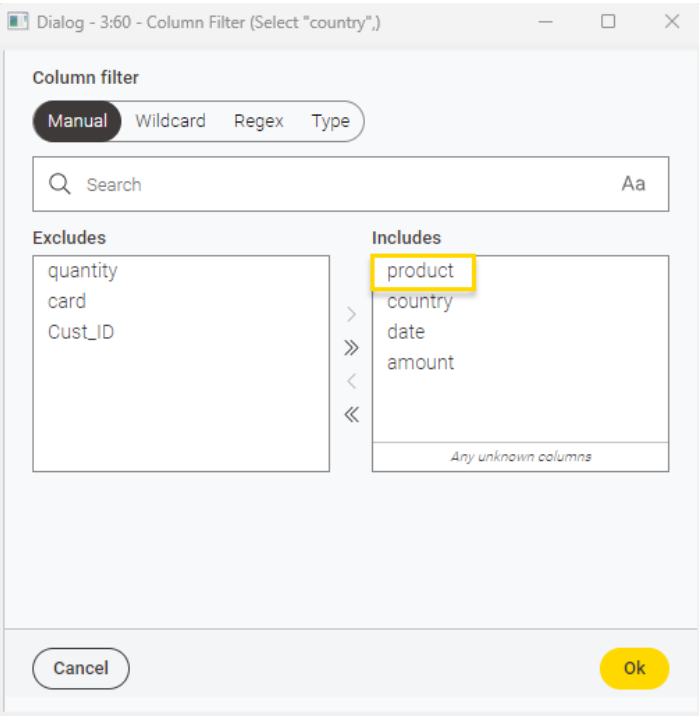 Dialog - 3:60 - Column Filter (Select "country",)
Column filter
Manual Wildcard Regex Type
Search Aa
Excludes
quantity
card
Cust_ID
Includes
product
country
date
amount
Any unknown columns
Cancel Ok